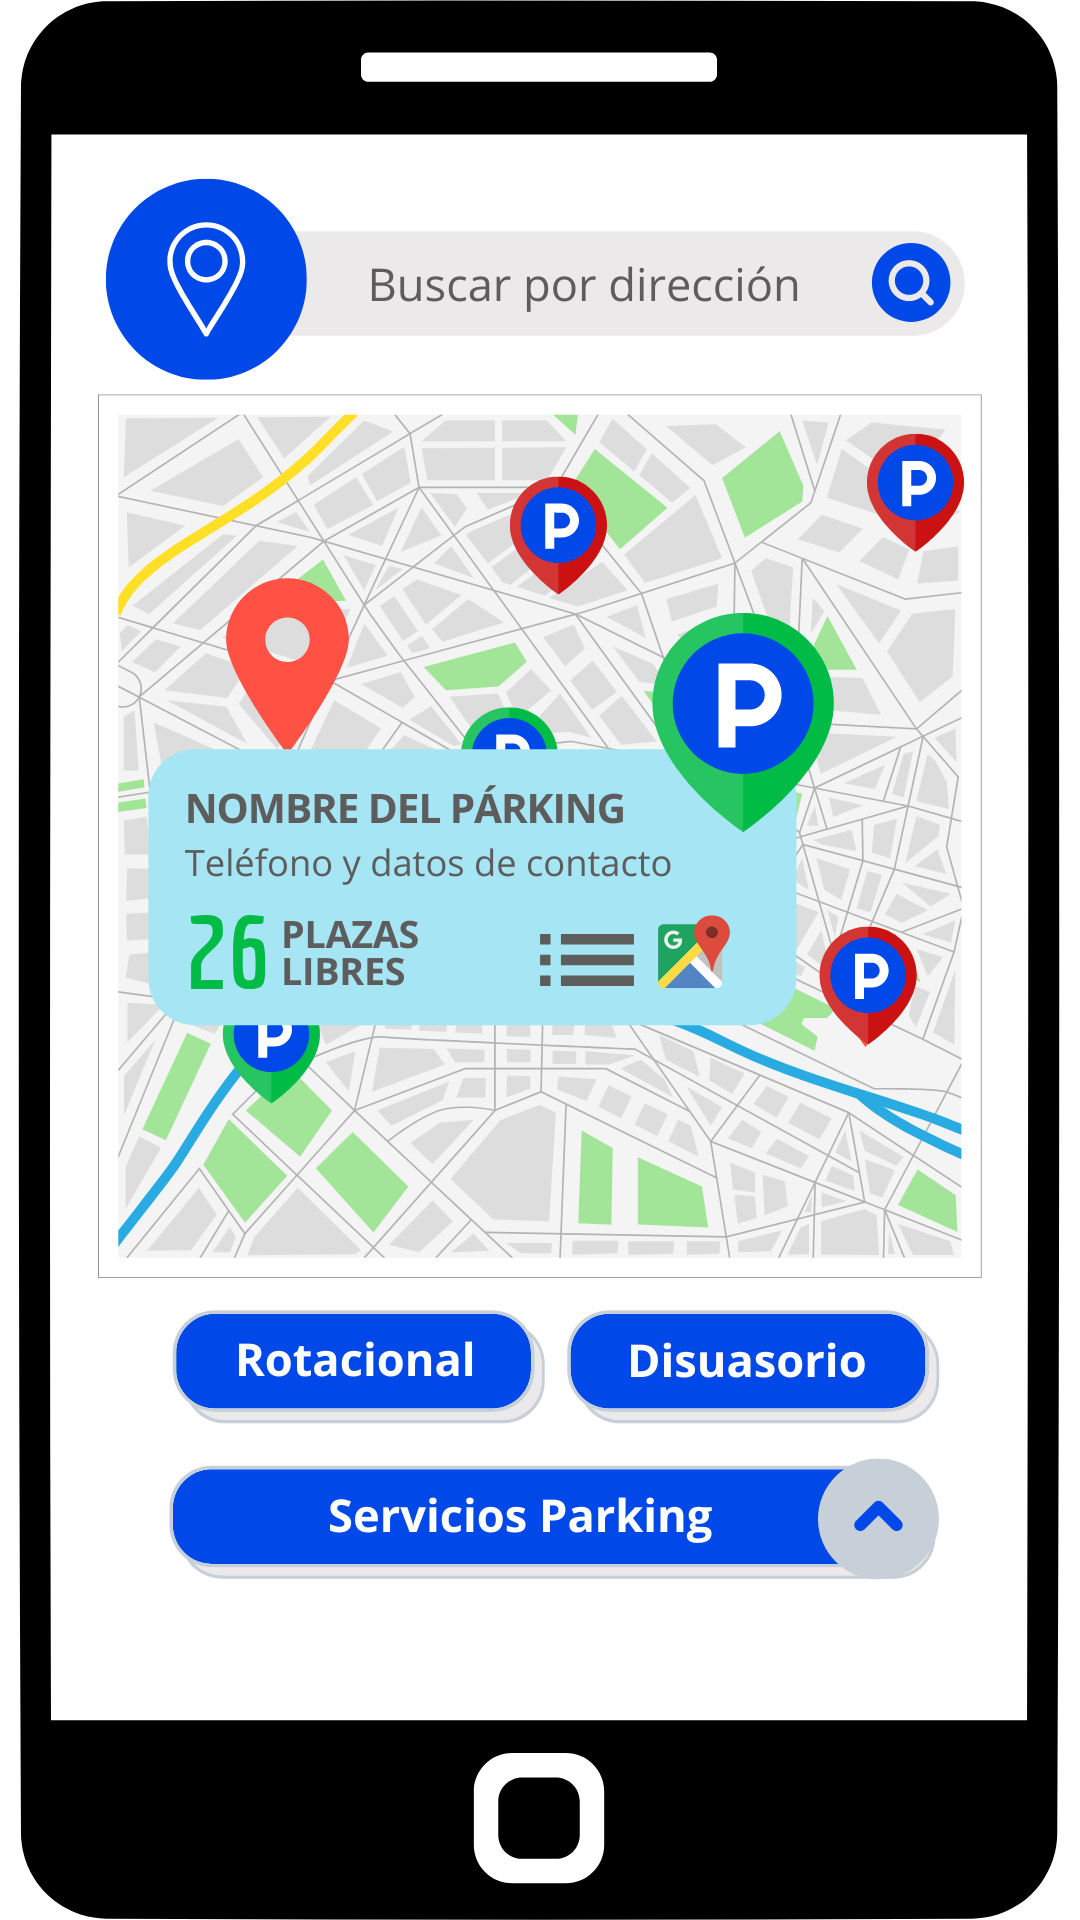 Buscar por dirección
P
P
P
P
NOMBRE DEL PÁRKING
Teléfono y datos de contacto
26 PLAZAS
LIBRES
G
P
P
Rotacional
Disuasorio
Servicios Parking